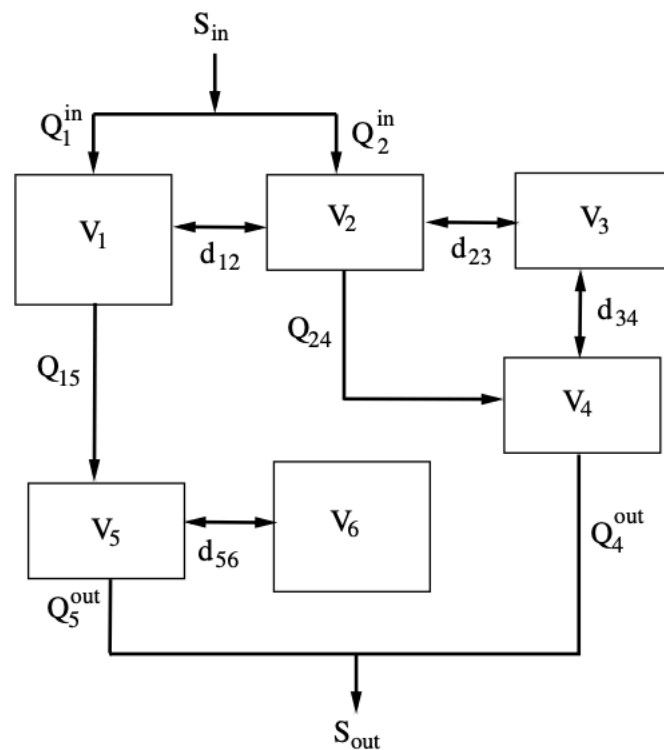 S_in
Q_1^in
Q_2^in
V_1
d_12
V_2
d_23
V_3
d_34
Q_15
Q_24
V_4
V_5
d_56
V_6
Q_4^out
Q_5^out
S_out